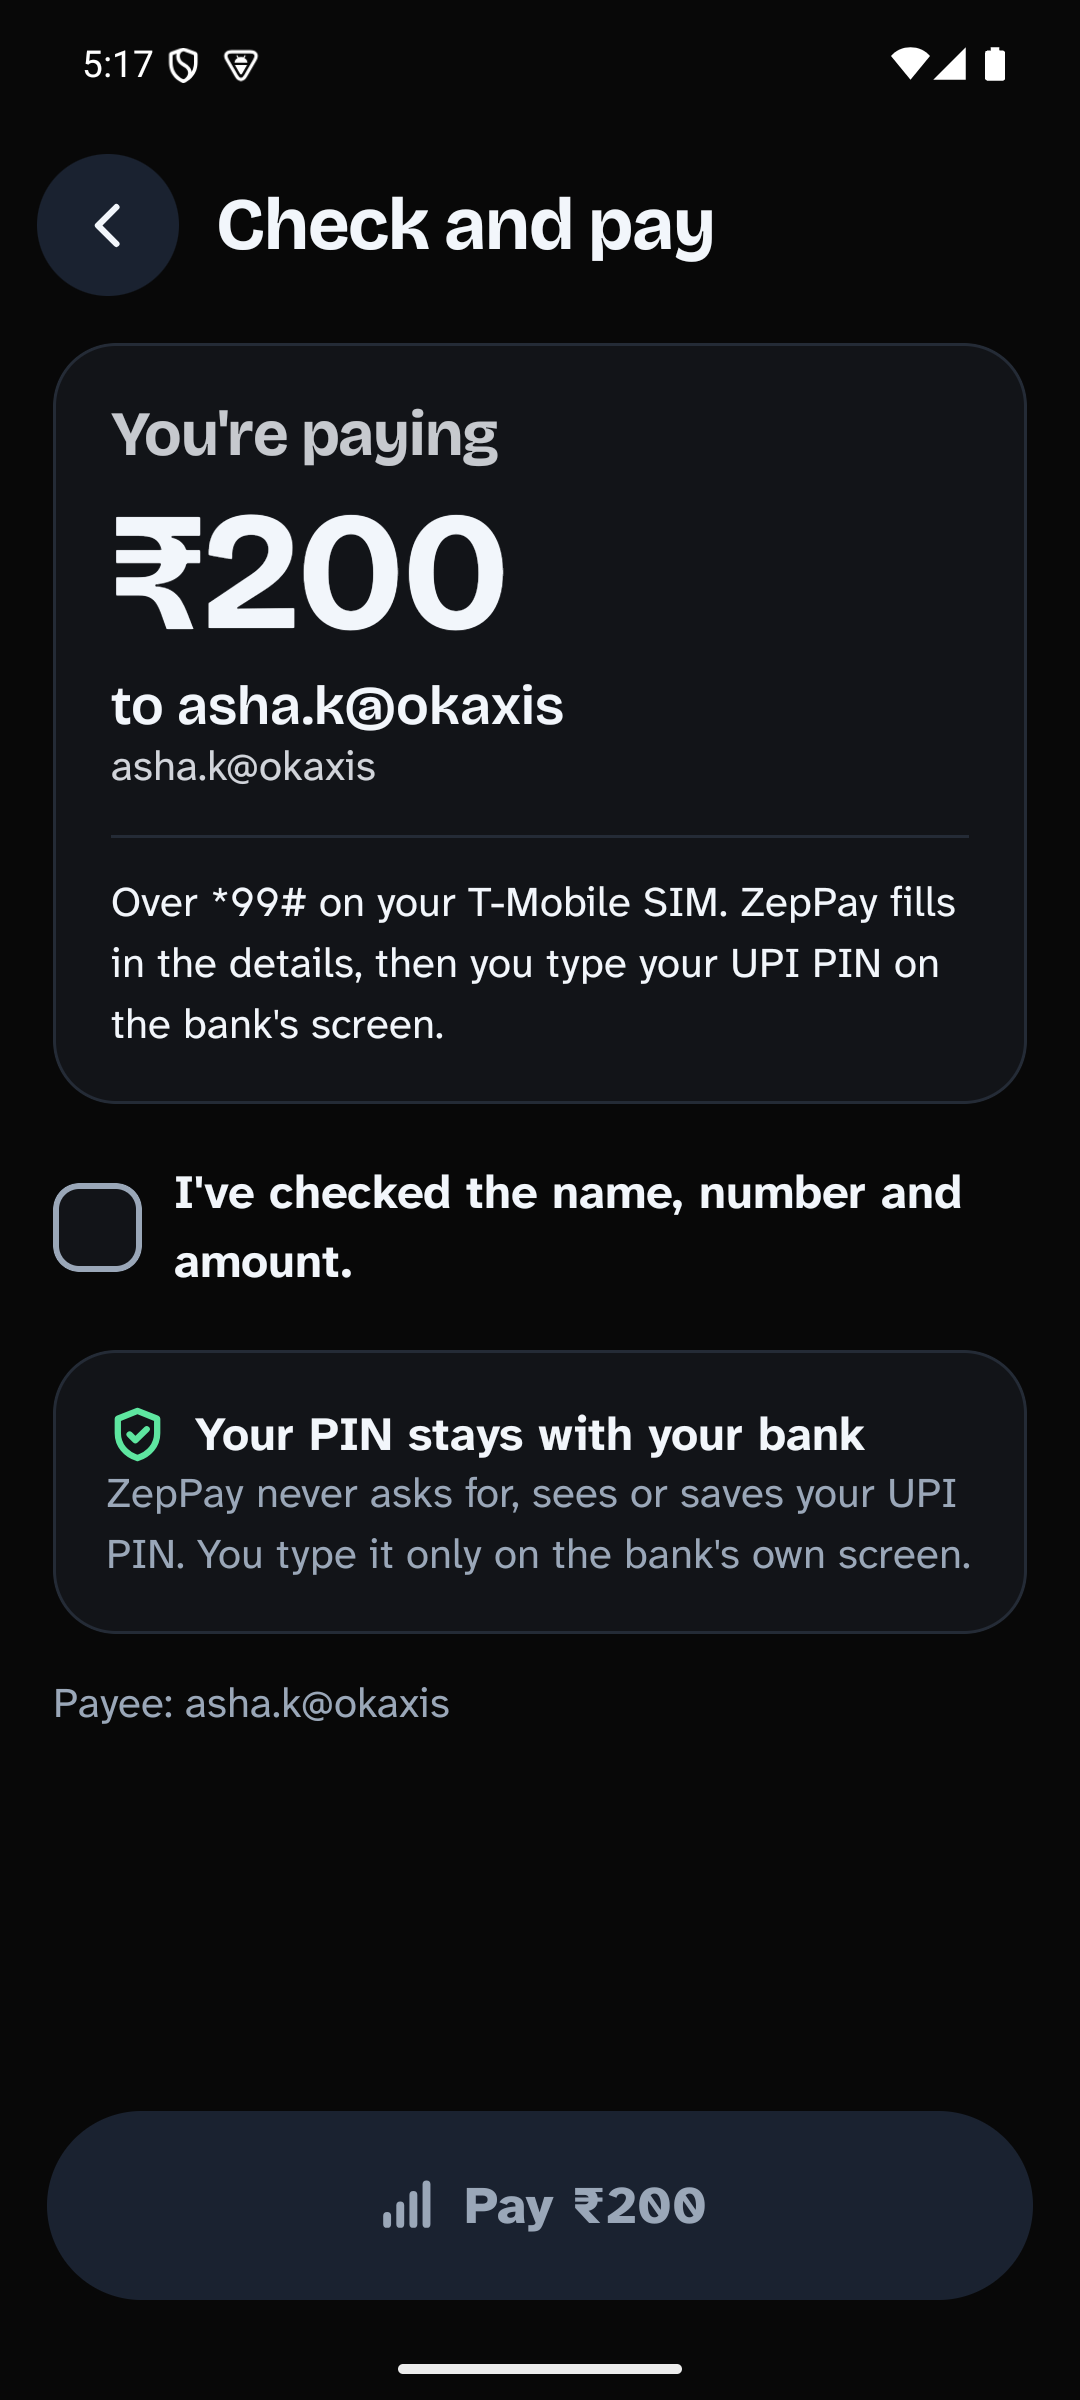 5:17
Check and pay
You're paying
₹200
to asha.k@okaxis
asha.k@okaxis
Over *99# on your T-Mobile SIM. ZepPay fills
in the details, then you type your UPI PIN on
the bank's screen.
I've checked the name, number and
amount.
Your PIN stays with your bank
ZepPay never asks for, sees or saves your UPI
PIN. You type it only on the bank's own screen.
Payee: asha.k@okaxis
Pay ₹200